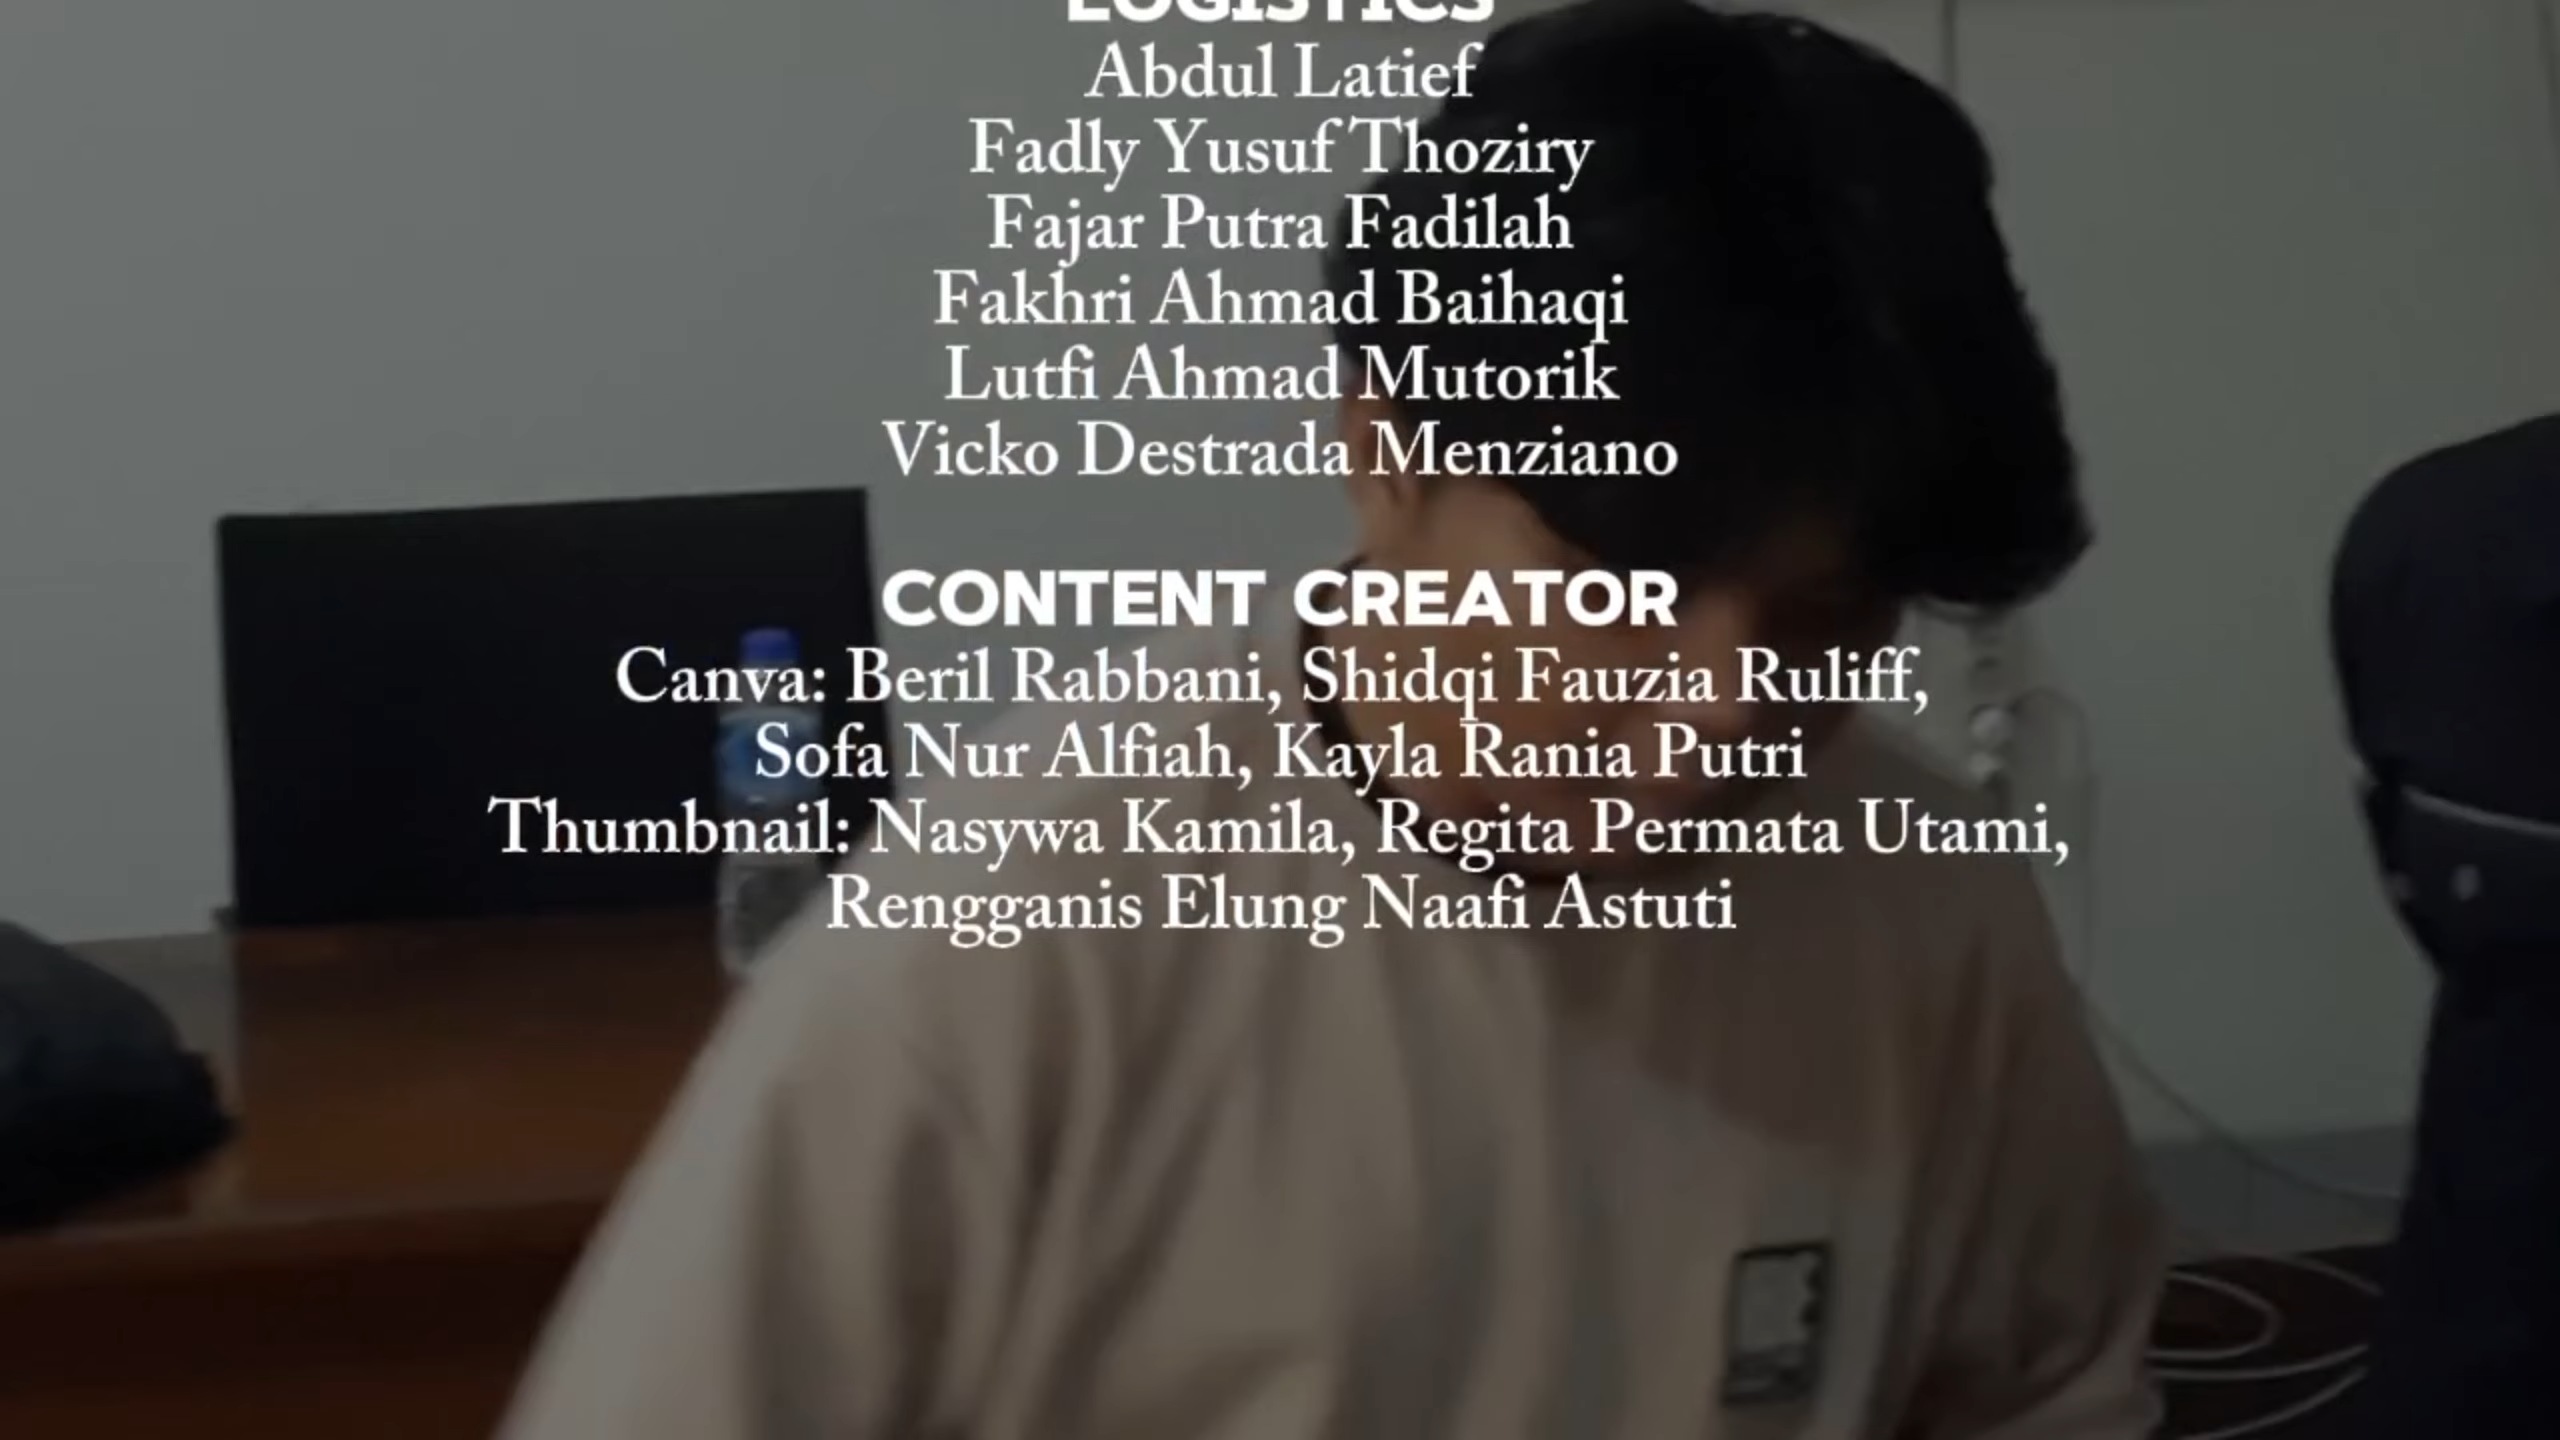 LOGISTICS
Abdul Latief
Fadly Yusuf Thoziry
Fajar Putra Fadilah
Fakhri Ahmad Baihaqi
Lutfi Ahmad Mutorik
Vicko Destrada Menziano
CONTENT CREATOR
Canva: Beril Rabbani, Shidqi Fauzia Ruliff,
Sofa Nur Alfiah, Kayla Rania Putri
Thumbnail: Nasywa Kamila, Regita Permata Utami,
Rengganis Elung Naafi Astuti